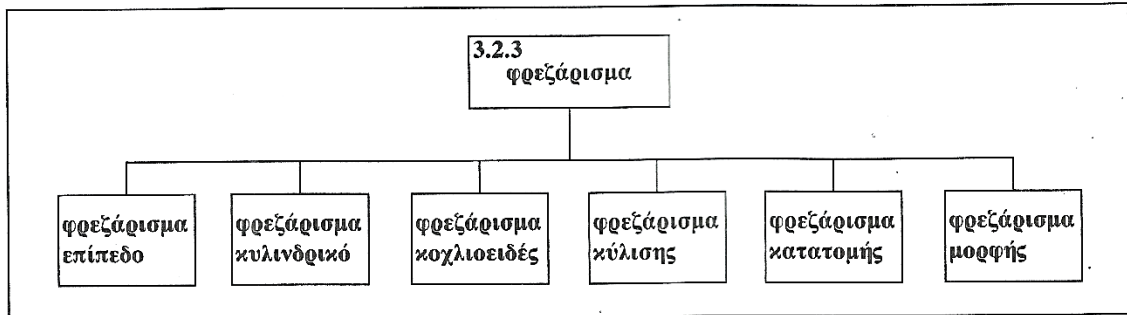 3.2.3
φρεζάρισμα
φρεζάρισμα
επίπεδο
φρεζάρισμα
κυλινδρικό
φρεζάρισμα
κοχλιοειδές
φρεζάρισμα
κύλισης
φρεζάρισμα
κατατομής
φρεζάρισμα
μορφής